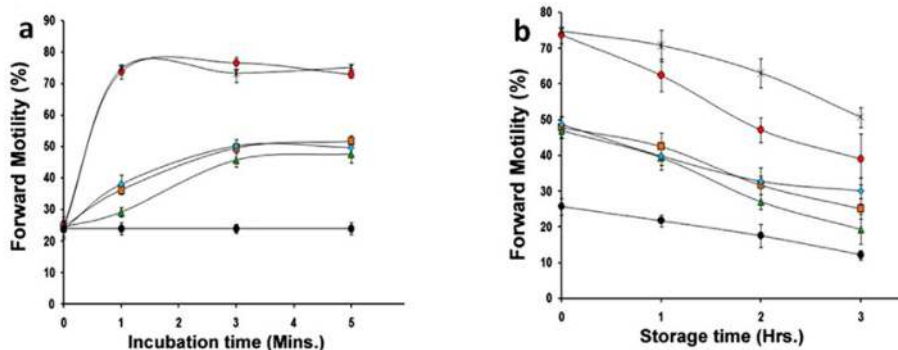 a
Forward Motility (%)
90
80
70
60
50
40
30
20
10
0
0 1 2 3 4 5
Incubation time (Mins.)
b
Forward Motility (%)
80
70
60
50
40
30
20
10
0
0 1 2 3
Storage time (Hrs.)